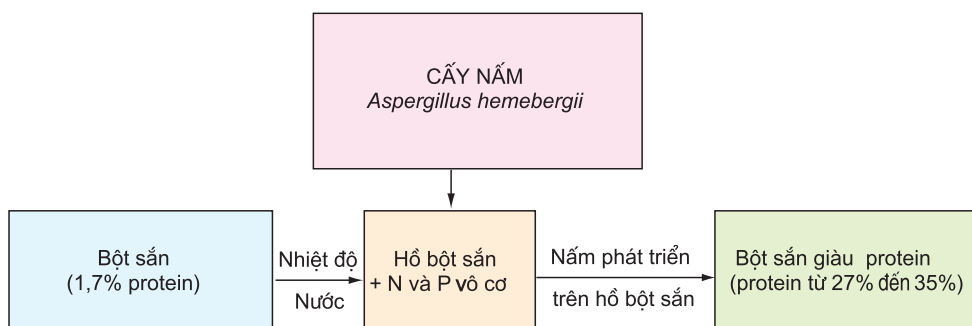 CẤY NẤM
Aspergillus hemebergii
Bột sắn
(1,7% protein)
Nhiệt độ
Nước
Hồ bột sắn
+ N và P vô cơ
Nấm phát triển
trên hồ bột sắn
Bột sắn giàu protein
(protein từ 27% đến 35%)